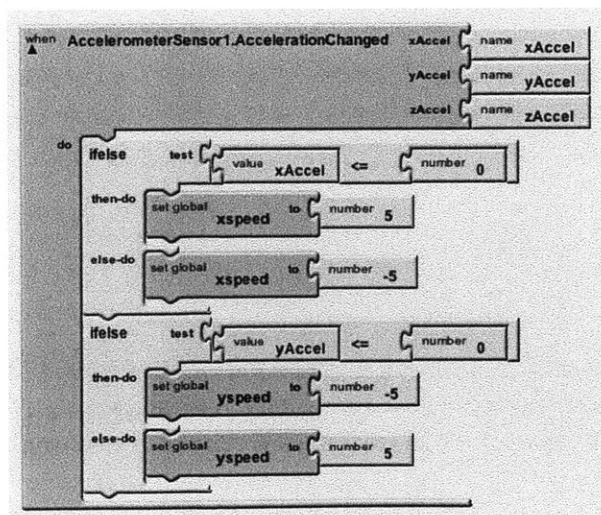 when AccelerometerSensor1.AccelerationChanged xAccel name xAccel
yAccel name yAccel
zAccel name zAccel
do
ifelse test value xAccel <= number 0
then-do set global xspeed to number 5
else-do set global xspeed to number -5
ifelse test value yAccel <= number 0
then-do set global yspeed to number -5
else-do set global yspeed to number 5